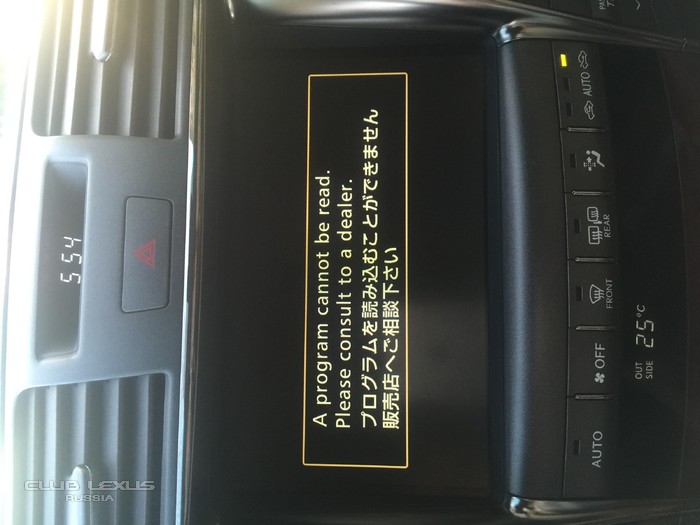 5:54
A program cannot be read.
Please consult to a dealer.
プログラムを読み込むことができません
販売店へご相談下さい
AUTO
OFF
FRONT
REAR
AUTO
OUT
SIDE
25°C
CLUB LEXUS
RUSSIA